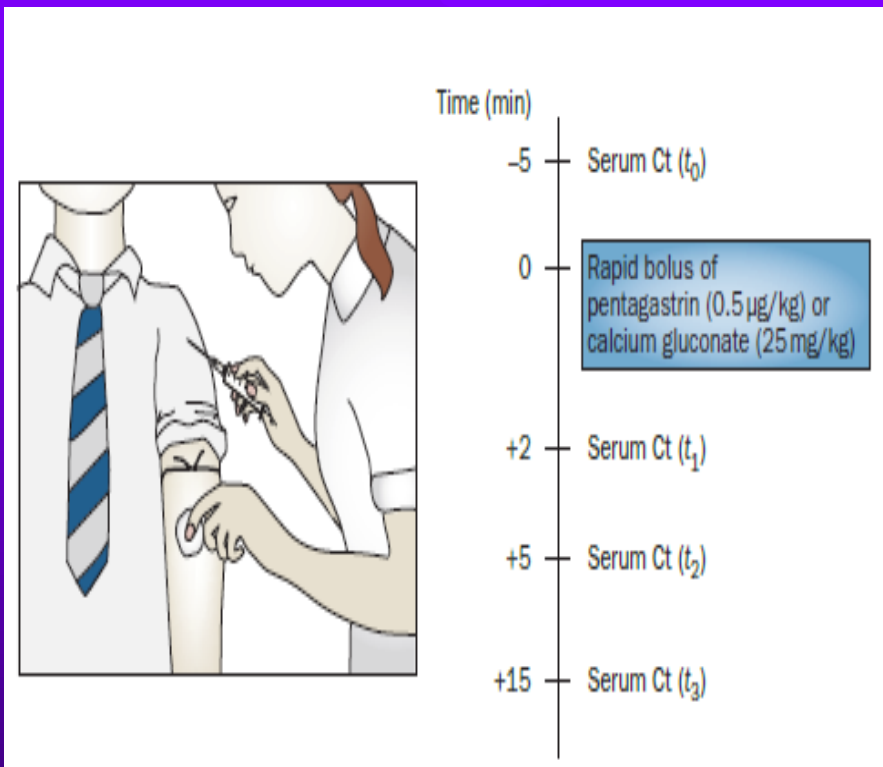 Time (min)
–5 Serum Ct (t₀)
0 Rapid bolus of
pentagastrin (0.5 µg/kg) or
calcium gluconate (25 mg/kg)
+2 Serum Ct (t₁)
+5 Serum Ct (t₂)
+15 Serum Ct (t₃)